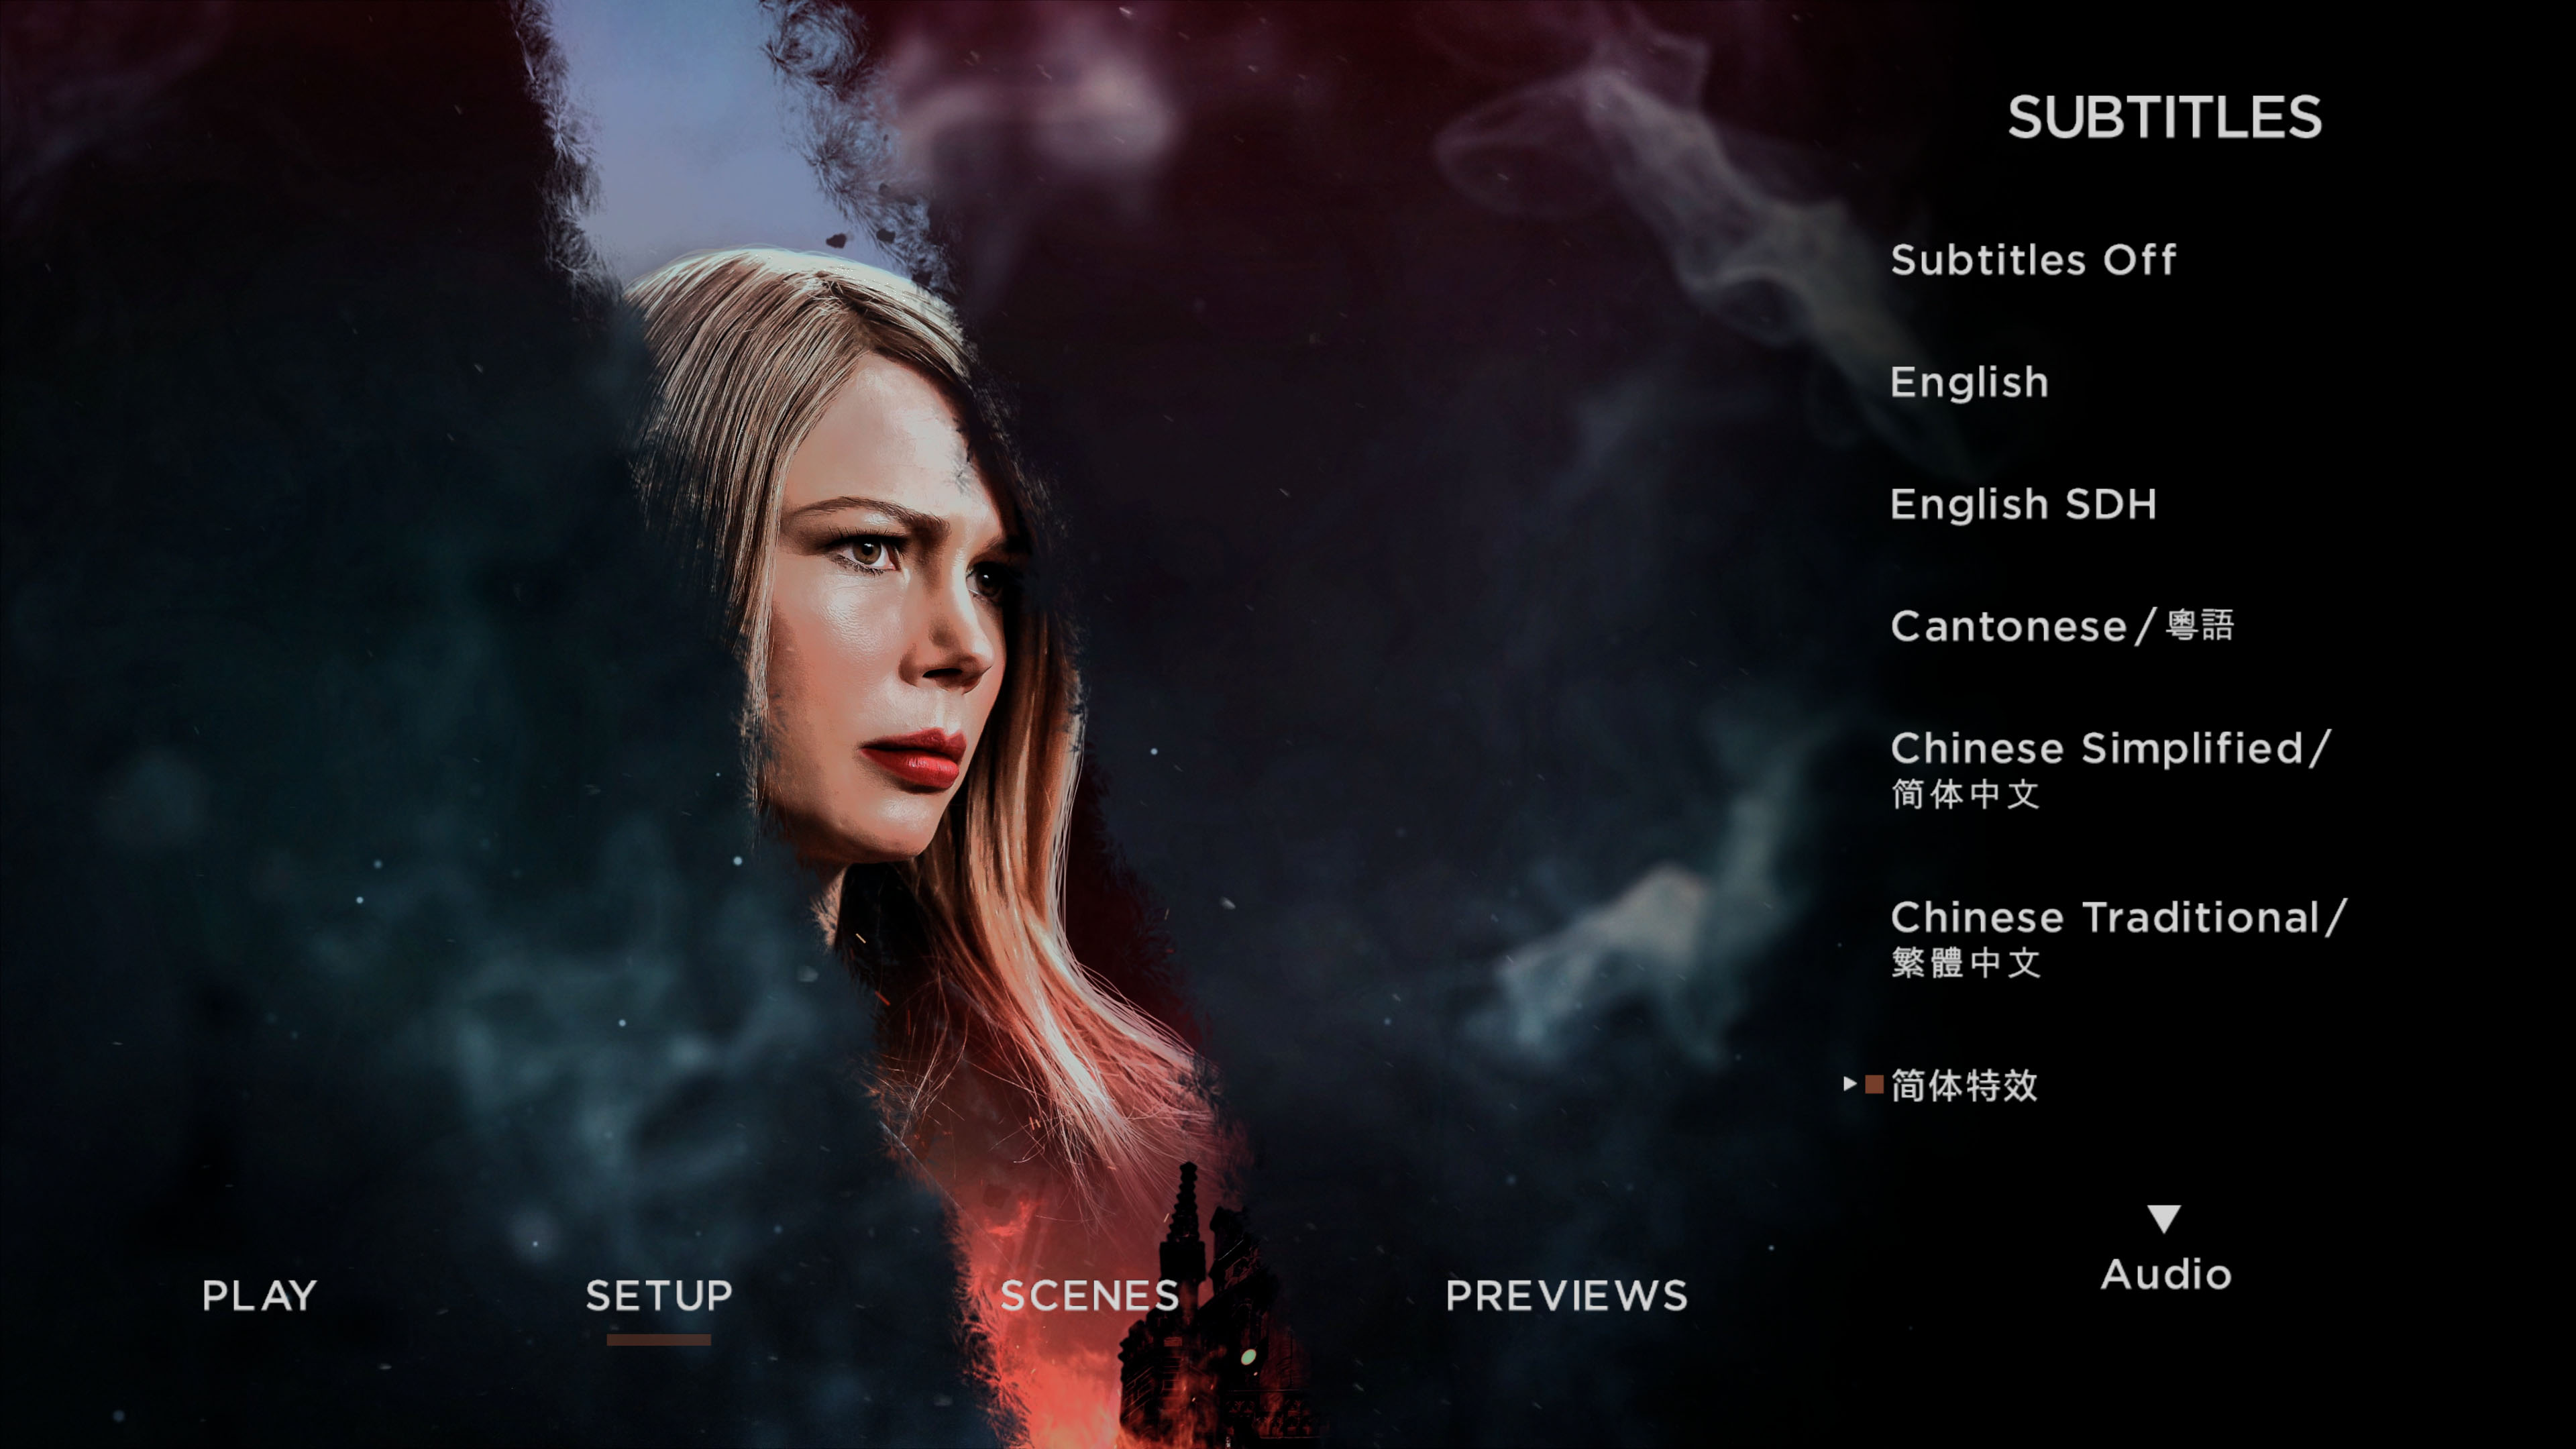 SUBTITLES
Subtitles Off
English
English SDH
Cantonese/粵語
Chinese Simplified/
简体中文
Chinese Traditional/
繁體中文
简体特效
Audio
PLAY
SETUP
SCENES
PREVIEWS